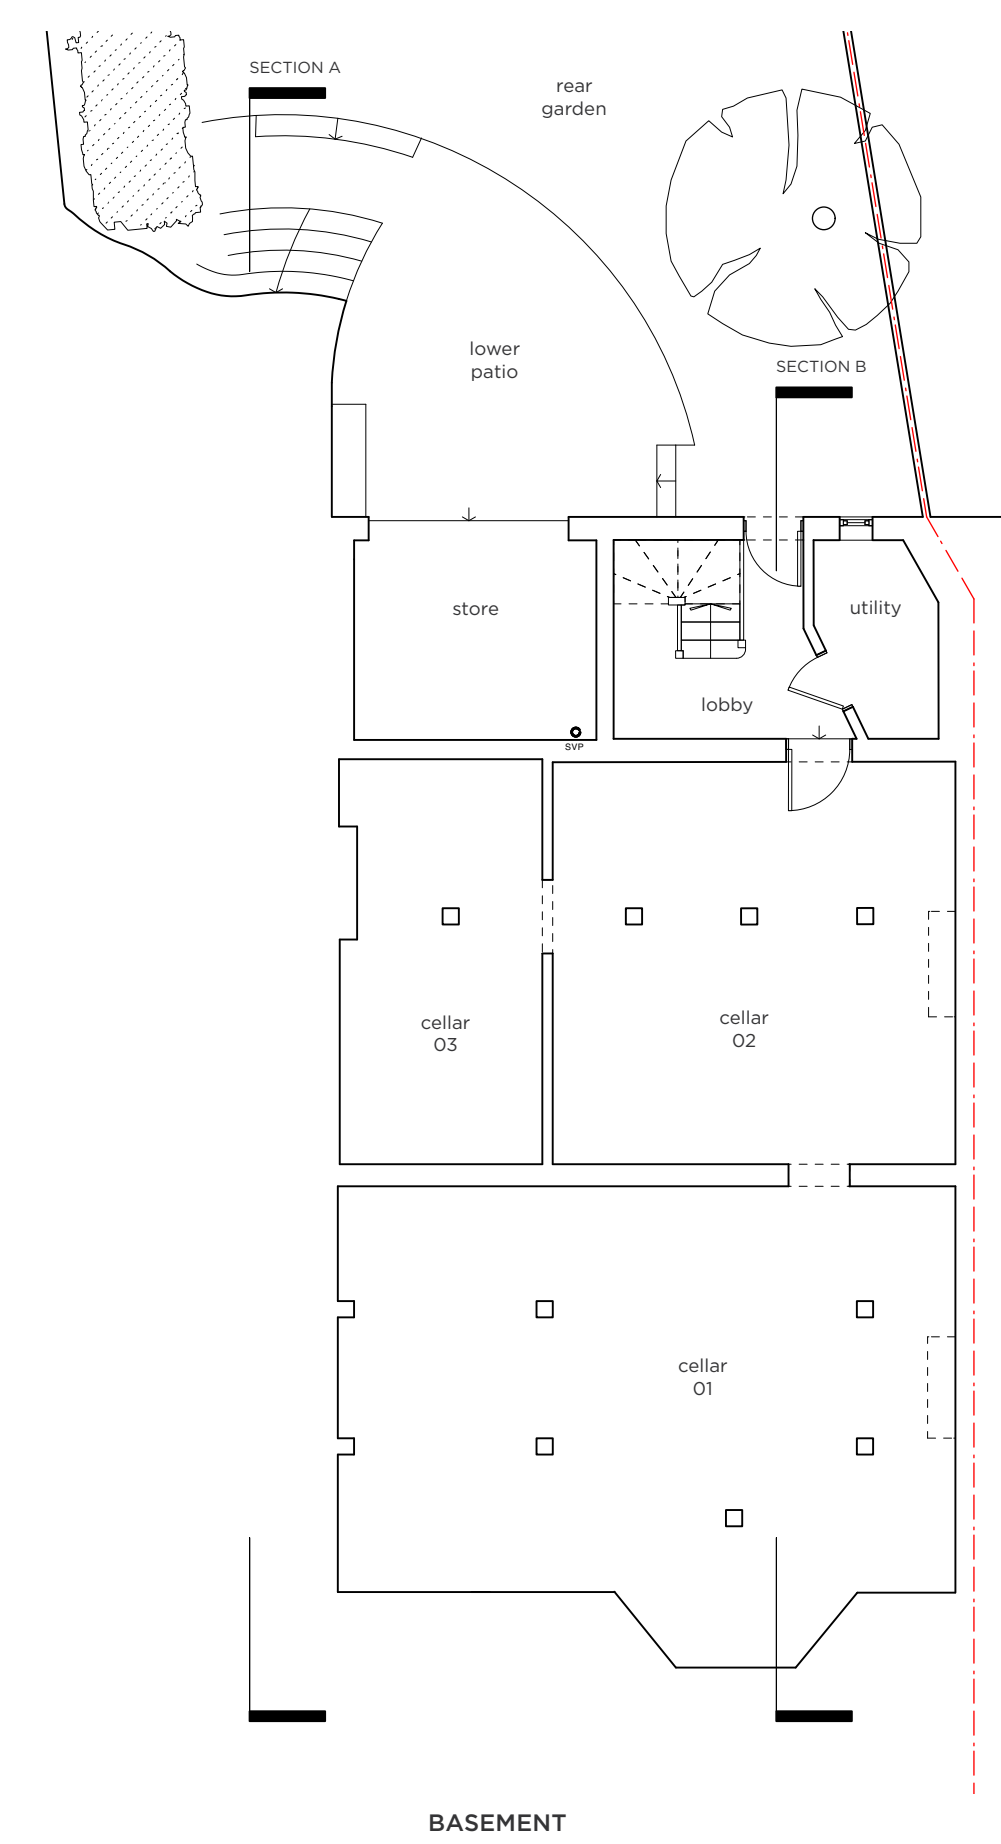 SECTION A
rear
garden
lower
patio
SECTION B
store
utility
lobby
SVP
cellar
03
cellar
02
cellar
01
BASEMENT